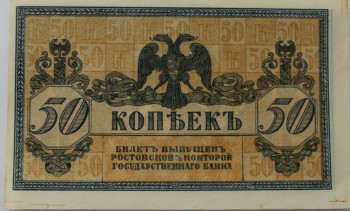 50 КОПѢЕКЪ 50
БИЛЕТЪ ВЫПУЩЕНЪ
РОСТОВСКОЙ н/Д КОНТОРОЙ
ГОСУДАРСТВЕННАГО БАНКА